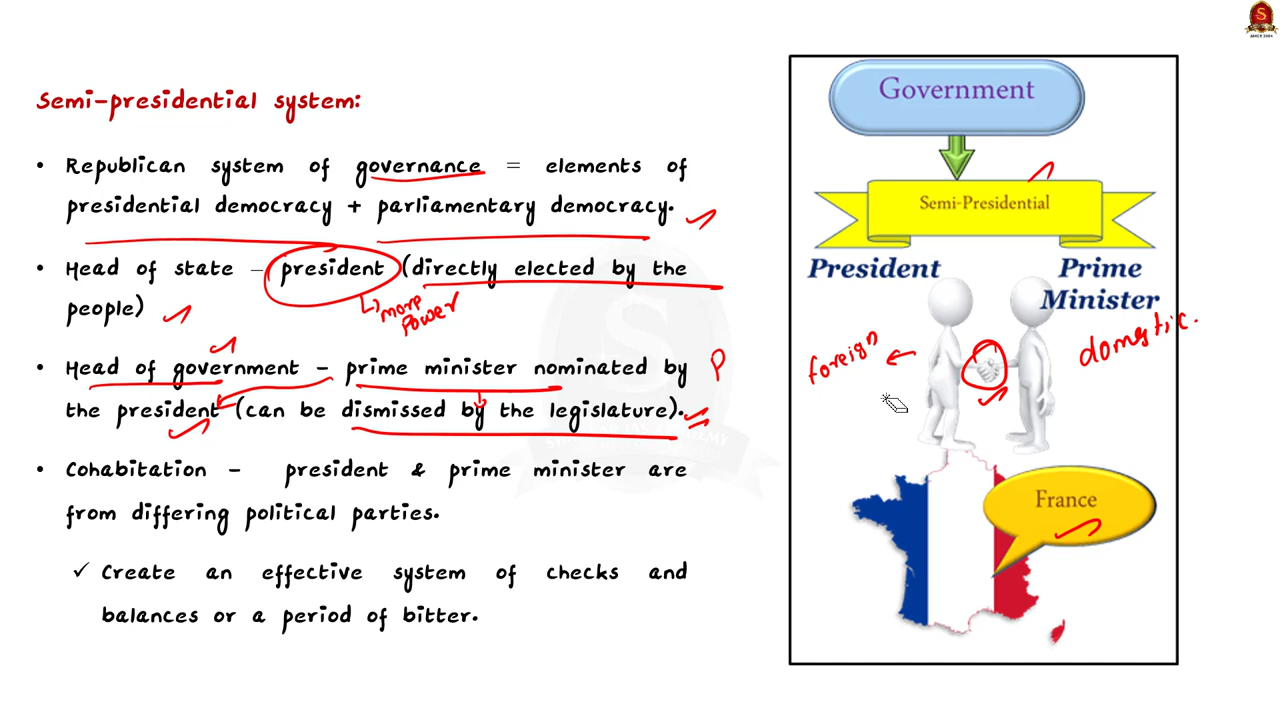 Semi-presidential system:
• Republican system of governance = elements of
presidential democracy + parliamentary democracy.
• Head of state – president (directly elected by the
people)
more
power
• Head of government – prime minister nominated by
the president (can be dismissed by the legislature).
P
• Cohabitation – president & prime minister are
from differing political parties.
✓ Create an effective system of checks and
balances or a period of bitter.
Government
Semi-Presidential
President
Prime
Minister
foreign
domestic.
France
S
SINCE 2004